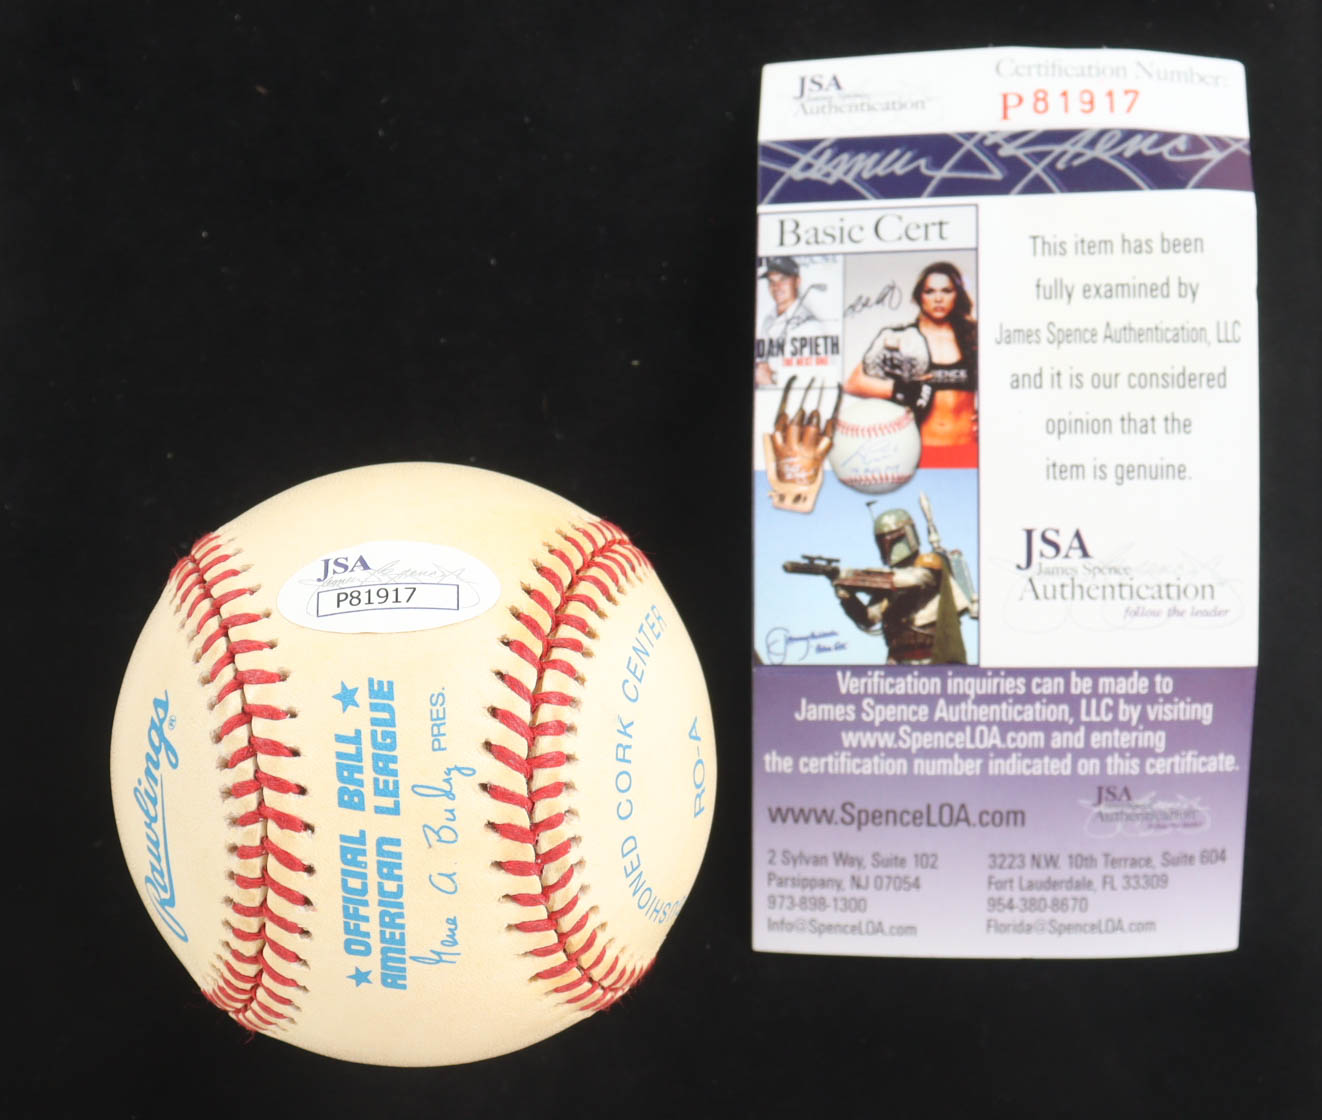 JSA
P81917
Rawlings®
★ OFFICIAL BALL ★
AMERICAN LEAGUE
Gene A. Budig PRES.
CUSHIONED CORK CENTER
RO-A
JSA
James Spence
Authentication
Certification Number:
P81917
Basic Cert
DAN SPIETH
This item has been
fully examined by
James Spence Authentication, LLC
and it is our considered
opinion that the
item is genuine.
JSA
James Spence
Authentication
follow the leader
Verification inquiries can be made to
James Spence Authentication, LLC by visiting
www.SpenceLOA.com and entering
the certification number indicated on this certificate.
www.SpenceLOA.com
JSA
Authentication
2 Sylvan Way, Suite 102
Parsippany, NJ 07054
973-898-1300
Info@SpenceLOA.com
3223 N.W. 10th Terrace, Suite 604
Fort Lauderdale, FL 33309
954-380-8670
Florida@SpenceLOA.com